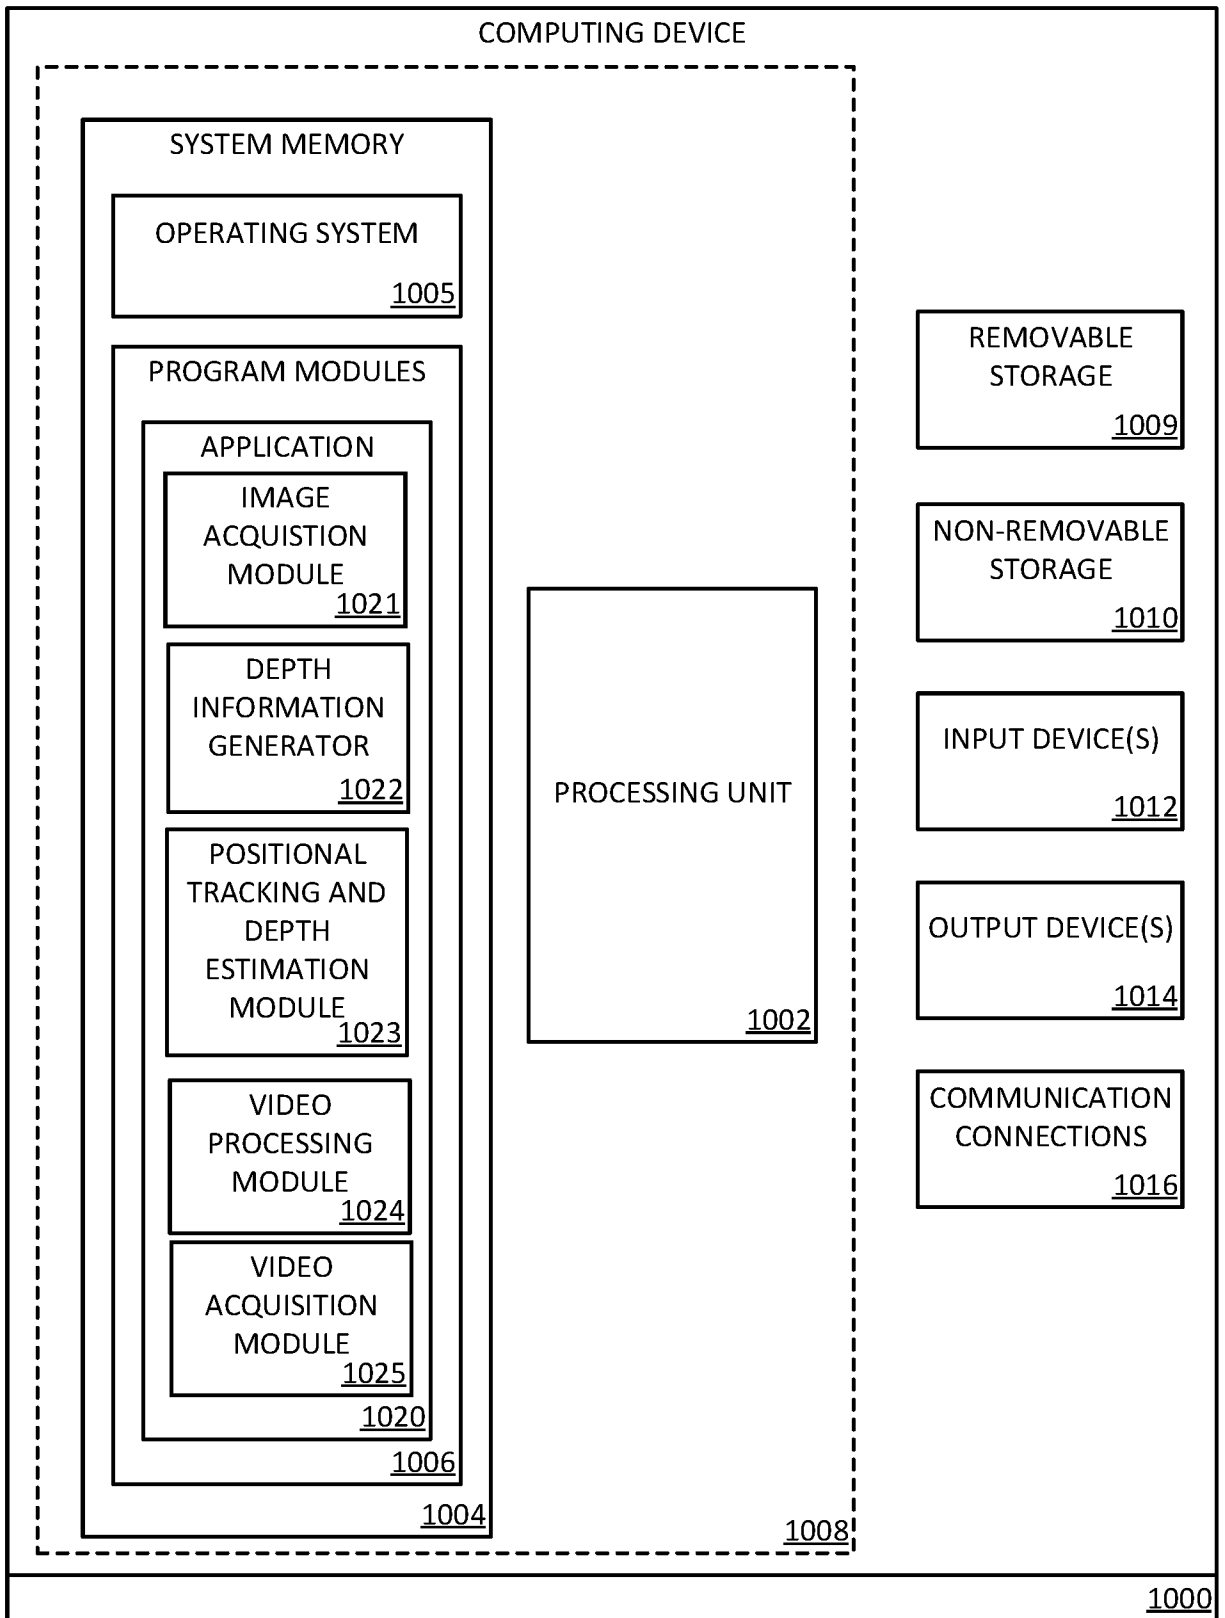 COMPUTING DEVICE
SYSTEM MEMORY
OPERATING SYSTEM
1005
PROGRAM MODULES
APPLICATION
IMAGE
ACQUISTION
MODULE
1021
DEPTH
INFORMATION
GENERATOR
1022
POSITIONAL
TRACKING AND
DEPTH
ESTIMATION
MODULE
1023
VIDEO
PROCESSING
MODULE
1024
VIDEO
ACQUISITION
MODULE
1025
1020
1006
1004
PROCESSING UNIT
1002
1008
REMOVABLE
STORAGE
1009
NON-REMOVABLE
STORAGE
1010
INPUT DEVICE(S)
1012
OUTPUT DEVICE(S)
1014
COMMUNICATION
CONNECTIONS
1016
1000